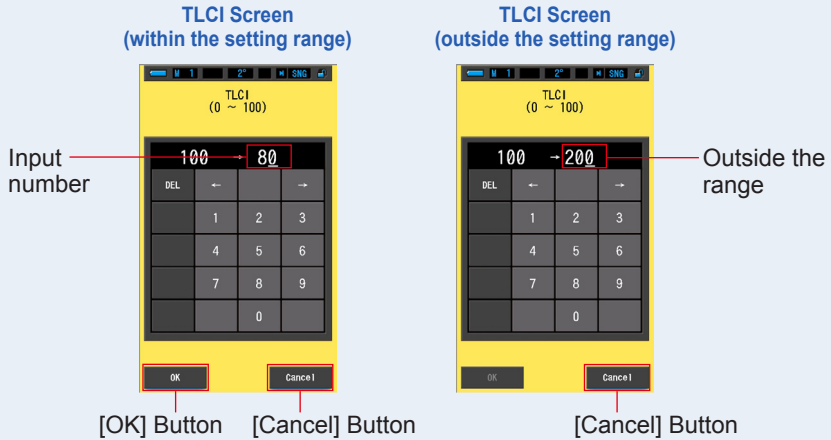 TLCI Screen
(within the setting range)
M 1 2° SNG
TLCI
(0 ~ 100)
Input
number
100 → 80
DEL ← →
1 2 3
4 5 6
7 8 9
0
OK Cancel
[OK] Button [Cancel] Button
TLCI Screen
(outside the setting range)
M 1 2° SNG
TLCI
(0 ~ 100)
100 → 200
Outside the
range
DEL ← →
1 2 3
4 5 6
7 8 9
0
OK Cancel
[Cancel] Button